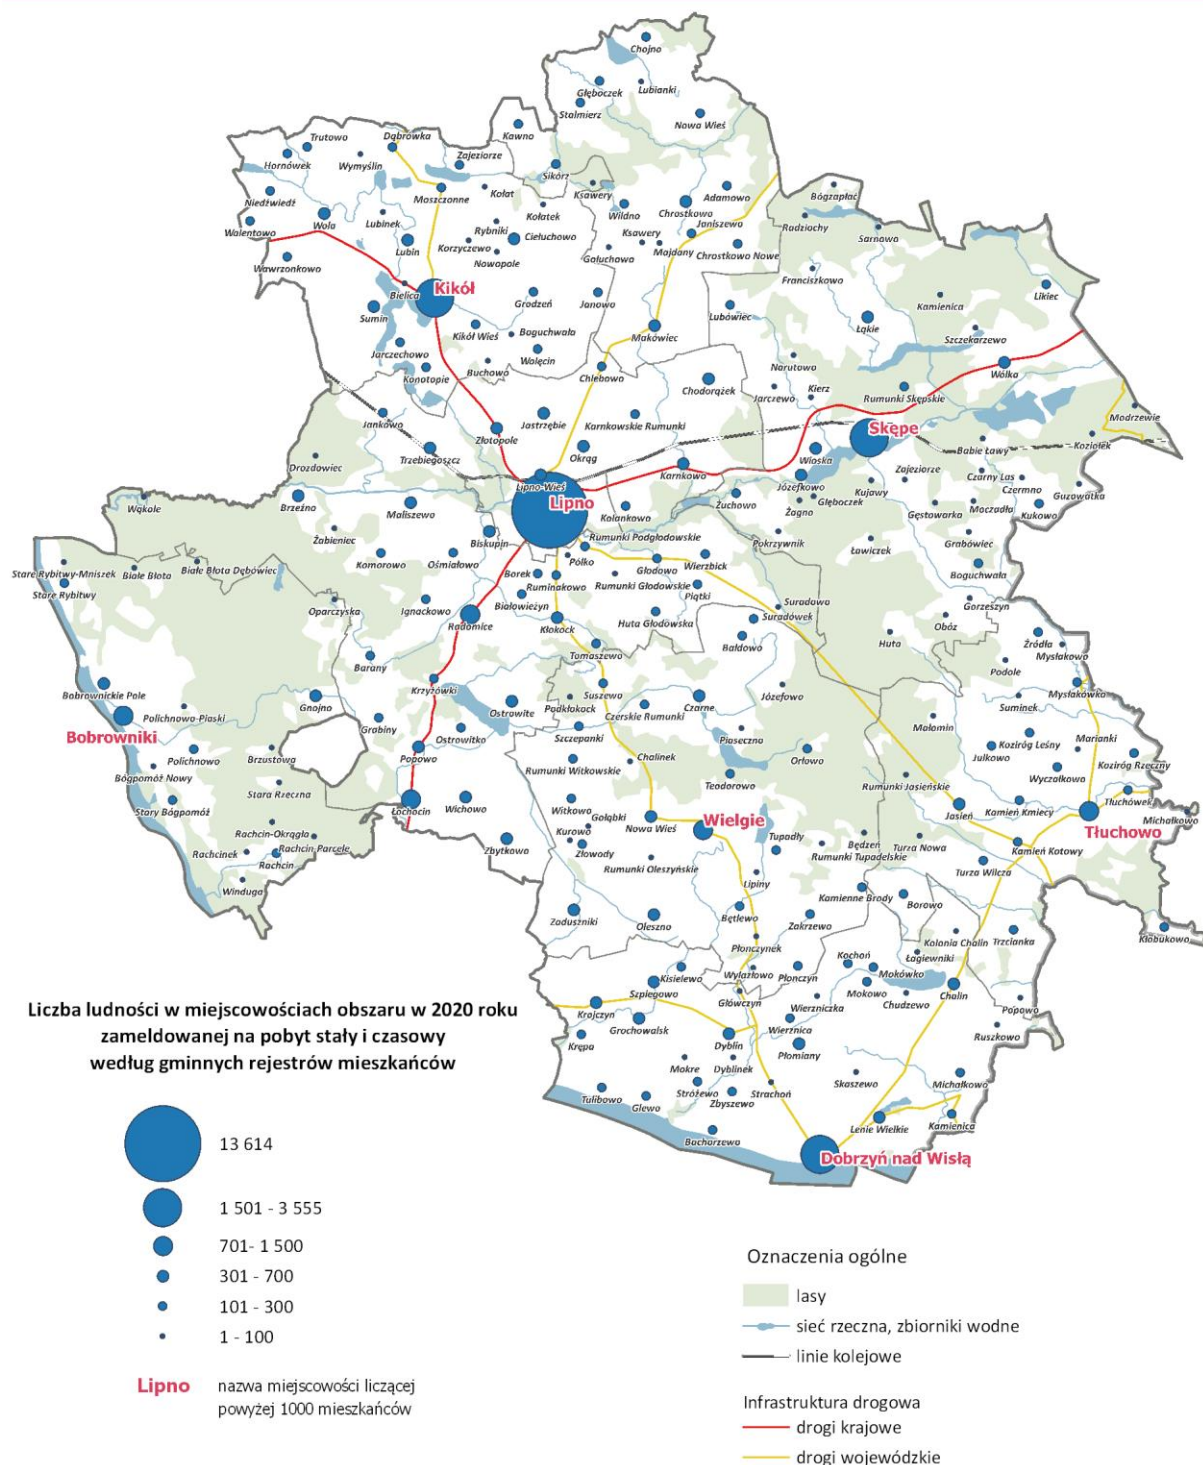 Chojno
Głęboczek
Lubianki
Stalmierz
Nowa Wieś
Kawno
Trutowo
Dąbrówka
Hornówek
Wymyślin
Zajeziorze
Sikórz
Bógzapłać
Niedźwiedź
Moszczonne
Kołat
Ksawery
Adamowo
Wola
Lubinek
Kołatek
Wildno
Chrostkowo
Radziochy
Walentowo
Rybniki
Ciełuchowo
Ksawery
Janiszewo
Sarnowo
Lubin
Korzyczewo
Nowopole
Gołuchowo
Majdany
Chrostkowo Nowe
Wawrzonkowo
Franciszkowo
Bielica
Kikół
Grodzeń
Janowo
Kamienica
Likiec
Sumin
Lubówiec
Łąkie
Kikół Wieś
Boguchwała
Makówiec
Szczekarzewo
Jarczechowo
Walęcin
Buchowo
Narutowo
Wólka
Konotopie
Chlebowo
Chodorążek
Jarczewo
Kierz
Rumunki Skępskie
Jankowo
Jastrzębie
Karnkowskie Rumunki
Modrzewie
Złotopole
Skępe
Trzebiegoszcz
Okrąg
Wioska
Babie Ławy
Koziołek
Drozdowiec
Lipno-Wieś
Karnkowo
Józefkowo
Zajeziorze
Czarny Las
Lipno
Kujawy
Czermno
Guzowatka
Wąkole
Brzeźno
Maliszewo
Kolankowo
Żuchowo
Głęboczek
Żagno
Gęstowarka
Moczadła
Kukowo
Żabieniec
Biskupin
Rumunki Podgłodowskie
Pokrzywnik
Ławiczek
Grabówiec
Stare Rybitwy-Mniszek
Białe Błota
Białe Błota Dębówiec
Komorowo
Ośmiałowo
Półko
Głodowo
Wierzbick
Boguchwała
Stare Rybitwy
Borek
Ruminakowo
Rumunki Głodowskie
Piątki
Oparczyska
Ignackowo
Białowieżyn
Suradowo
Gorzeszyn
Radomice
Kłokock
Huta Głodowska
Suradówek
Obóz
Bałdowo
Huta
Źródła
Barany
Tomaszewo
Mysłakowo
Podole
Bobrownickie Pole
Krzyżówki
Suszewo
Józefowo
Mysłakówko
Gnojno
Ostrowite
Podkłokock
Czerskie Rumunki
Czarne
Suminek
Bobrowniki
Polichnowo-Piaski
Grabiny
Ostrowitko
Szczepanki
Piaseczno
Małomin
Koziróg Leśny
Marianki
Polichnowo
Brzustowa
Popowo
Chalinek
Orłowo
Julkowo
Koziróg Rzeczny
Bógpomóż Nowy
Rumunki Witkowskie
Teodorowo
Wyczałkowo
Stara Rzeczna
Rumunki Jasieńskie
Stary Bógpomóż
Łochocin
Wichowo
Witkowo
Tłuchówek
Gołąbki
Nowa Wieś
Wielgie
Jasień
Kamień Kmiecy
Michałkowo
Rachcin-Okrągła
Kurowo
Tłuchowo
Rachcinek
Rachcin Parcele
Zbytkowo
Złowody
Tupadły
Będzeń
Turza Nowa
Kamień Kotowy
Rachcin
Rumunki Oleszyńskie
Rumunki Tupadelskie
Turza Wilcza
Winduga
Lipiny
Kamienne Brody
Borowo
Zaduszniki
Oleszno
Bętlewo
Zakrzewo
Kłobukowo
Płonczynek
Kolonia Chalin
Trzcianka
Kisielewo
Wylazłowo
Płonczyn
Kochoń
Łagiewniki
Mokówko
Szpiegowo
Główczyn
Mokowo
Chudzewo
Chalin
Popowo
Krojczyn
Wierzniczka
Grochowalsk
Wierznica
Ruszkowo
Krępa
Dyblin
Płomiany
Mokre
Dyblinek
Skaszewo
Michałkowo
Tulibowo
Stróżewo
Strachoń
Glewo
Zbyszewo
Bachorzewo
Lenie Wielkie
Kamienica
Dobrzyń nad Wisłą
Liczba ludności w miejscowościach obszaru w 2020 roku
zameldowanej na pobyt stały i czasowy
według gminnych rejestrów mieszkańców
13 614
1 501 - 3 555
701- 1 500
301 - 700
101 - 300
1 - 100
Lipno nazwa miejscowości liczącej
powyżej 1000 mieszkańców
Oznaczenia ogólne
lasy
sieć rzeczna, zbiorniki wodne
linie kolejowe
Infrastruktura drogowa
drogi krajowe
drogi wojewódzkie